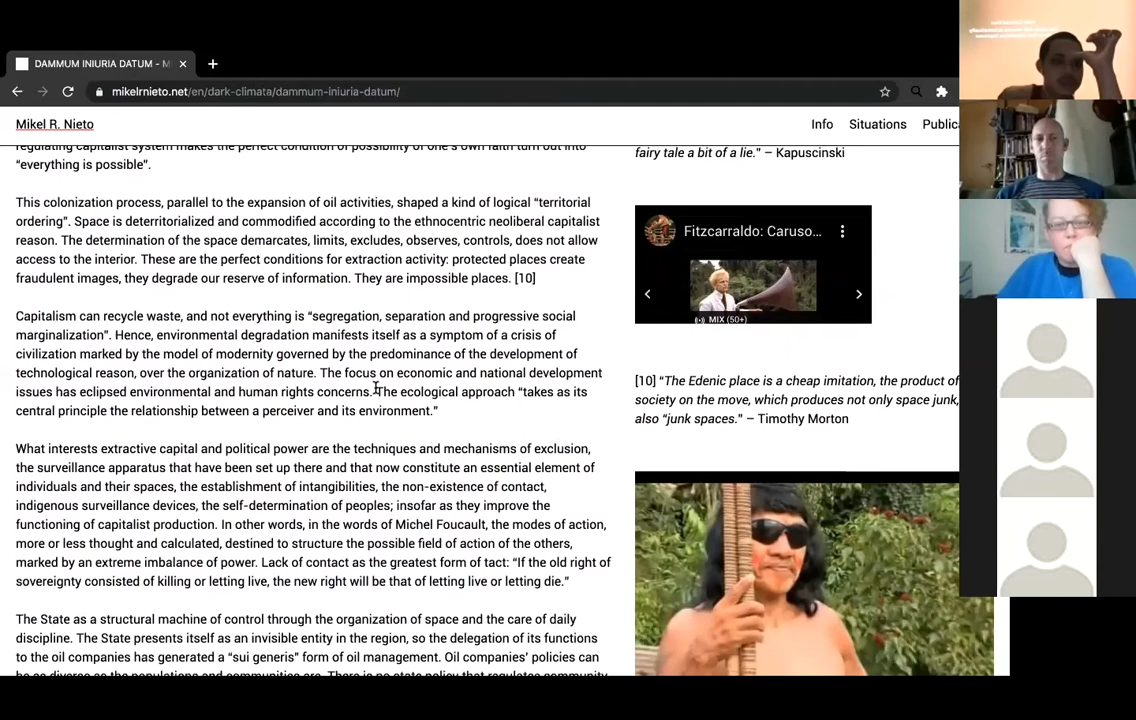 DAMMUM INIURIA DATUM - M
mikelrnieto.net/en/dark-climata/dammum-iniuria-datum/
Mikel R. Nieto
Info Situations Publica
regulating capitalist system makes the perfect condition of possibility of one's own faith turn out into
“everything is possible”.
This colonization process, parallel to the expansion of oil activities, shaped a kind of logical “territorial
ordering”. Space is deterritorialized and commodified according to the ethnocentric neoliberal capitalist
reason. The determination of the space demarcates, limits, excludes, observes, controls, does not allow
access to the interior. These are the perfect conditions for extraction activity: protected places create
fraudulent images, they degrade our reserve of information. They are impossible places. [10]
Capitalism can recycle waste, and not everything is “segregation, separation and progressive social
marginalization”. Hence, environmental degradation manifests itself as a symptom of a crisis of
civilization marked by the model of modernity governed by the predominance of the development of
technological reason, over the organization of nature. The focus on economic and national development
issues has eclipsed environmental and human rights concerns. The ecological approach “takes as its
central principle the relationship between a perceiver and its environment.”
What interests extractive capital and political power are the techniques and mechanisms of exclusion,
the surveillance apparatus that have been set up there and that now constitute an essential element of
individuals and their spaces, the establishment of intangibilities, the non-existence of contact,
indigenous surveillance devices, the self-determination of peoples; insofar as they improve the
functioning of capitalist production. In other words, in the words of Michel Foucault, the modes of action,
more or less thought and calculated, destined to structure the possible field of action of the others,
marked by an extreme imbalance of power. Lack of contact as the greatest form of tact: “If the old right of
sovereignty consisted of killing or letting live, the new right will be that of letting live or letting die.”
The State as a structural machine of control through the organization of space and the care of daily
discipline. The State presents itself as an invisible entity in the region, so the delegation of its functions
to the oil companies has generated a “sui generis” form of oil management. Oil companies' policies can
be as diverse as the populations and communities are. There is no state policy that regulates community
fairy tale a bit of a lie.” – Kapuscinski
Fitzcarraldo: Caruso...
MIX (50+)
[10] “The Edenic place is a cheap imitation, the product of
society on the move, which produces not only space junk,
also “junk spaces.” – Timothy Morton